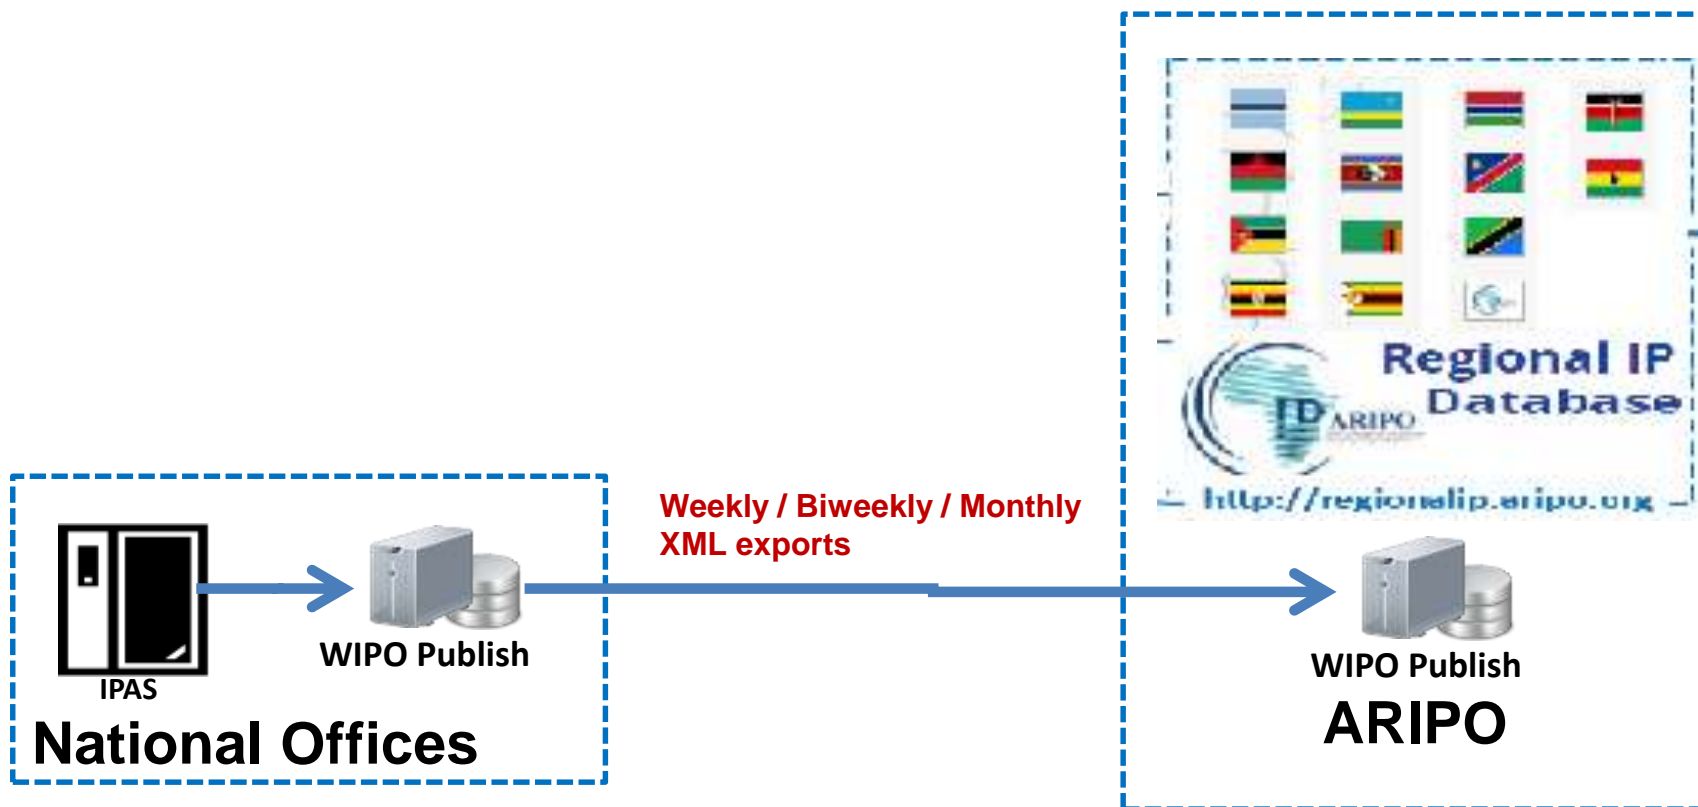 Regional IP
Database
ARIPO
http://regionalip.aripo.org
Weekly / Biweekly / Monthly
XML exports
IPAS
WIPO Publish
National Offices
WIPO Publish
ARIPO